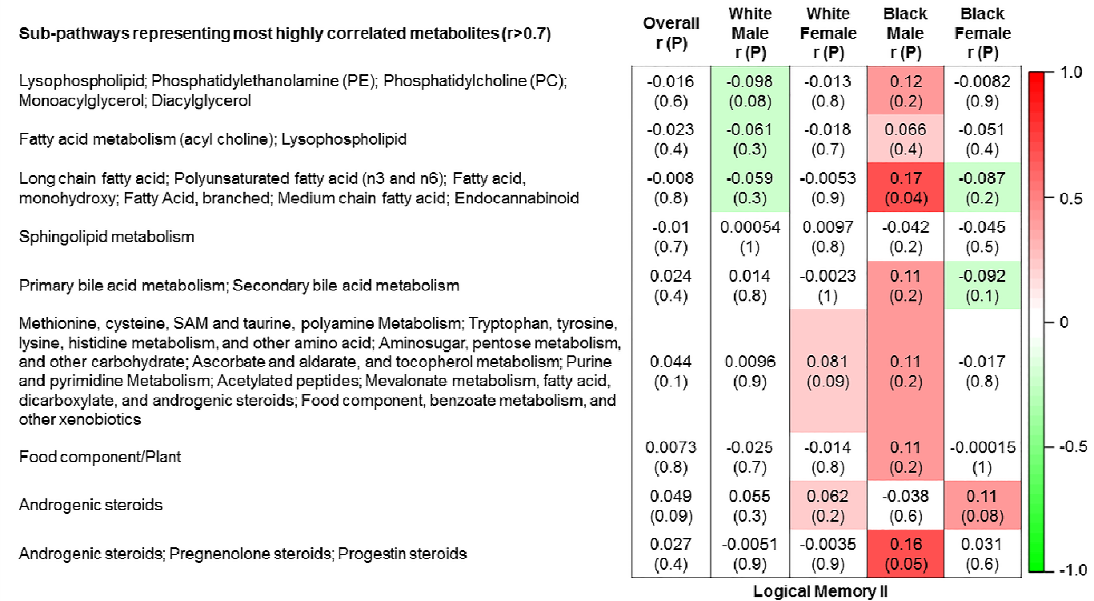 Sub-pathways representing most highly correlated metabolites (r>0.7)
Overall
r (P)
White
Male
r (P)
White
Female
r (P)
Black
Male
r (P)
Black
Female
r (P)
Lysophospholipid; Phosphatidylethanolamine (PE); Phosphatidylcholine (PC);
Monoacylglycerol; Diacylglycerol
-0.016 -0.098 -0.013 0.12 -0.0082
(0.6) (0.08) (0.8) (0.2) (0.9)
Fatty acid metabolism (acyl choline); Lysophospholipid
-0.023 -0.061 -0.018 0.066 -0.051
(0.4) (0.3) (0.7) (0.4) (0.4)
Long chain fatty acid; Polyunsaturated fatty acid (n3 and n6); Fatty acid,
monohydroxy; Fatty Acid, branched; Medium chain fatty acid; Endocannabinoid
-0.008 -0.059 -0.0053 0.17 -0.087
(0.8) (0.3) (0.9) (0.04) (0.2)
Sphingolipid metabolism
-0.01 0.00054 0.0097 -0.042 -0.045
(0.7) (1) (0.8) (0.2) (0.5)
Primary bile acid metabolism; Secondary bile acid metabolism
0.024 0.014 -0.0023 0.11 -0.092
(0.4) (0.8) (1) (0.2) (0.1)
Methionine, cysteine, SAM and taurine, polyamine Metabolism; Tryptophan, tyrosine,
lysine, histidine metabolism, and other amino acid; Aminosugar, pentose metabolism,
and other carbohydrate; Ascorbate and aldarate, and tocopherol metabolism; Purine
and pyrimidine Metabolism; Acetylated peptides; Mevalonate metabolism, fatty acid,
dicarboxylate, and androgenic steroids; Food component, benzoate metabolism, and
other xenobiotics
0.044 0.0096 0.081 0.11 -0.017
(0.1) (0.9) (0.09) (0.2) (0.8)
Food component/Plant
0.0073 -0.025 -0.014 0.11 -0.00015
(0.8) (0.7) (0.8) (0.2) (1)
Androgenic steroids
0.049 0.055 0.062 -0.038 0.11
(0.09) (0.3) (0.2) (0.6) (0.08)
Androgenic steroids; Pregnenolone steroids; Progestin steroids
0.027 -0.0051 -0.0035 0.16 0.031
(0.4) (0.9) (0.9) (0.05) (0.6)
Logical Memory II
1.0
0.5
0
-0.5
-1.0